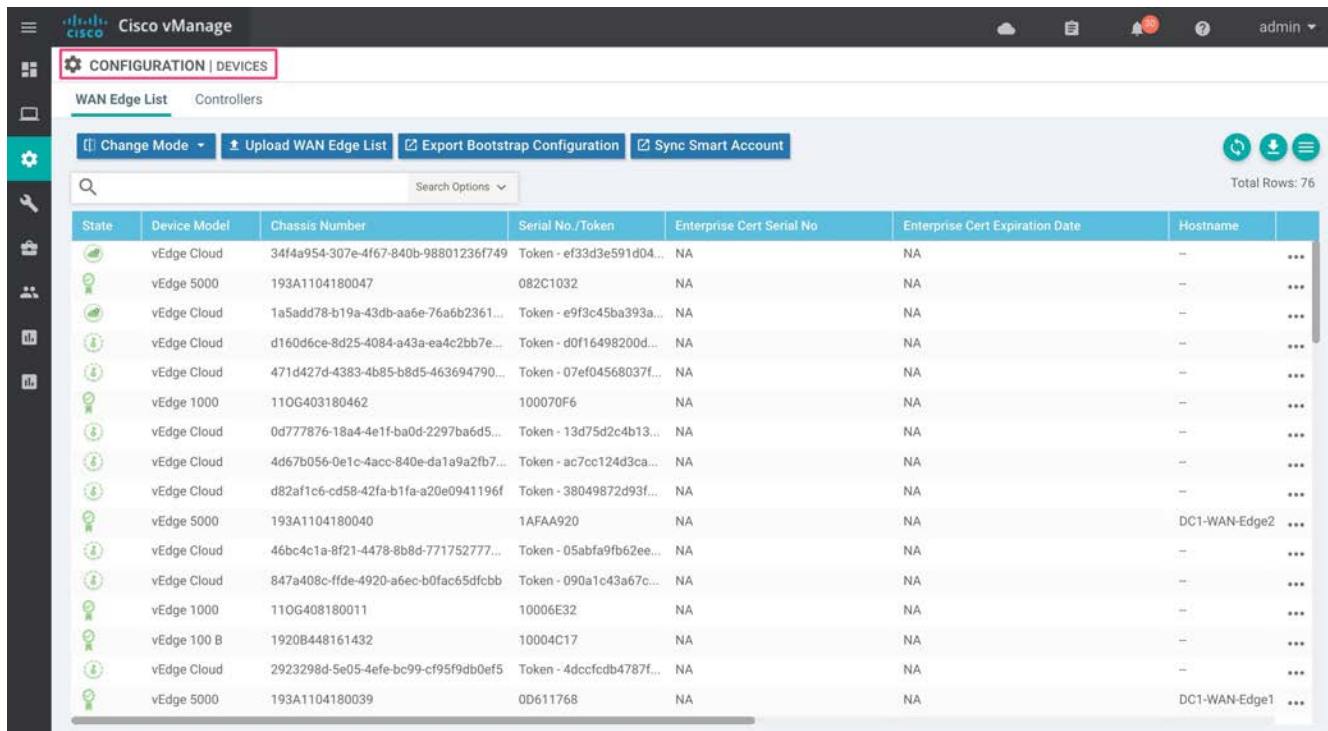 cisco Cisco vManage 30 admin
CONFIGURATION | DEVICES
WAN Edge List Controllers
Change Mode Upload WAN Edge List Export Bootstrap Configuration Sync Smart Account
Search Options Total Rows: 76
State Device Model Chassis Number Serial No./Token Enterprise Cert Serial No Enterprise Cert Expiration Date Hostname
vEdge Cloud 34f4a954-307e-4f67-840b-98801236f749 Token - ef33d3e591d04... NA NA -- ...
vEdge 5000 193A1104180047 082C1032 NA NA -- ...
vEdge Cloud 1a5add78-b19a-43db-aa6e-76a6b2361... Token - e9f3c45ba393a... NA NA -- ...
vEdge Cloud d160d6ce-8d25-4084-a43a-ea4c2bb7e... Token - d0f16498200d... NA NA -- ...
vEdge Cloud 471d427d-4383-4b85-b8d5-463694790... Token - 07ef04568037f... NA NA -- ...
vEdge 1000 110G403180462 100070F6 NA NA -- ...
vEdge Cloud 0d777876-18a4-4e1f-ba0d-2297ba6d5... Token - 13d75d2c4b13... NA NA -- ...
vEdge Cloud 4d67b056-0e1c-4acc-840e-da1a9a2fb7... Token - ac7cc124d3ca... NA NA -- ...
vEdge Cloud d82af1c6-cd58-42fa-b1fa-a20e0941196f Token - 38049872d93f... NA NA -- ...
vEdge 5000 193A1104180040 1AFAA920 NA NA DC1-WAN-Edge2 ...
vEdge Cloud 46bc4c1a-8f21-4478-8b8d-771752777... Token - 05abfa9fb62ee... NA NA -- ...
vEdge Cloud 847a408c-ffde-4920-a6ec-b0fac65dfcbb Token - 090a1c43a67c... NA NA -- ...
vEdge 1000 110G408180011 10006E32 NA NA -- ...
vEdge 100 B 1920B448161432 10004C17 NA NA -- ...
vEdge Cloud 2923298d-5e05-4efe-bc99-cf95f9db0ef5 Token - 4dccfcdb4787f... NA NA -- ...
vEdge 5000 193A1104180039 0D611768 NA NA DC1-WAN-Edge1 ...